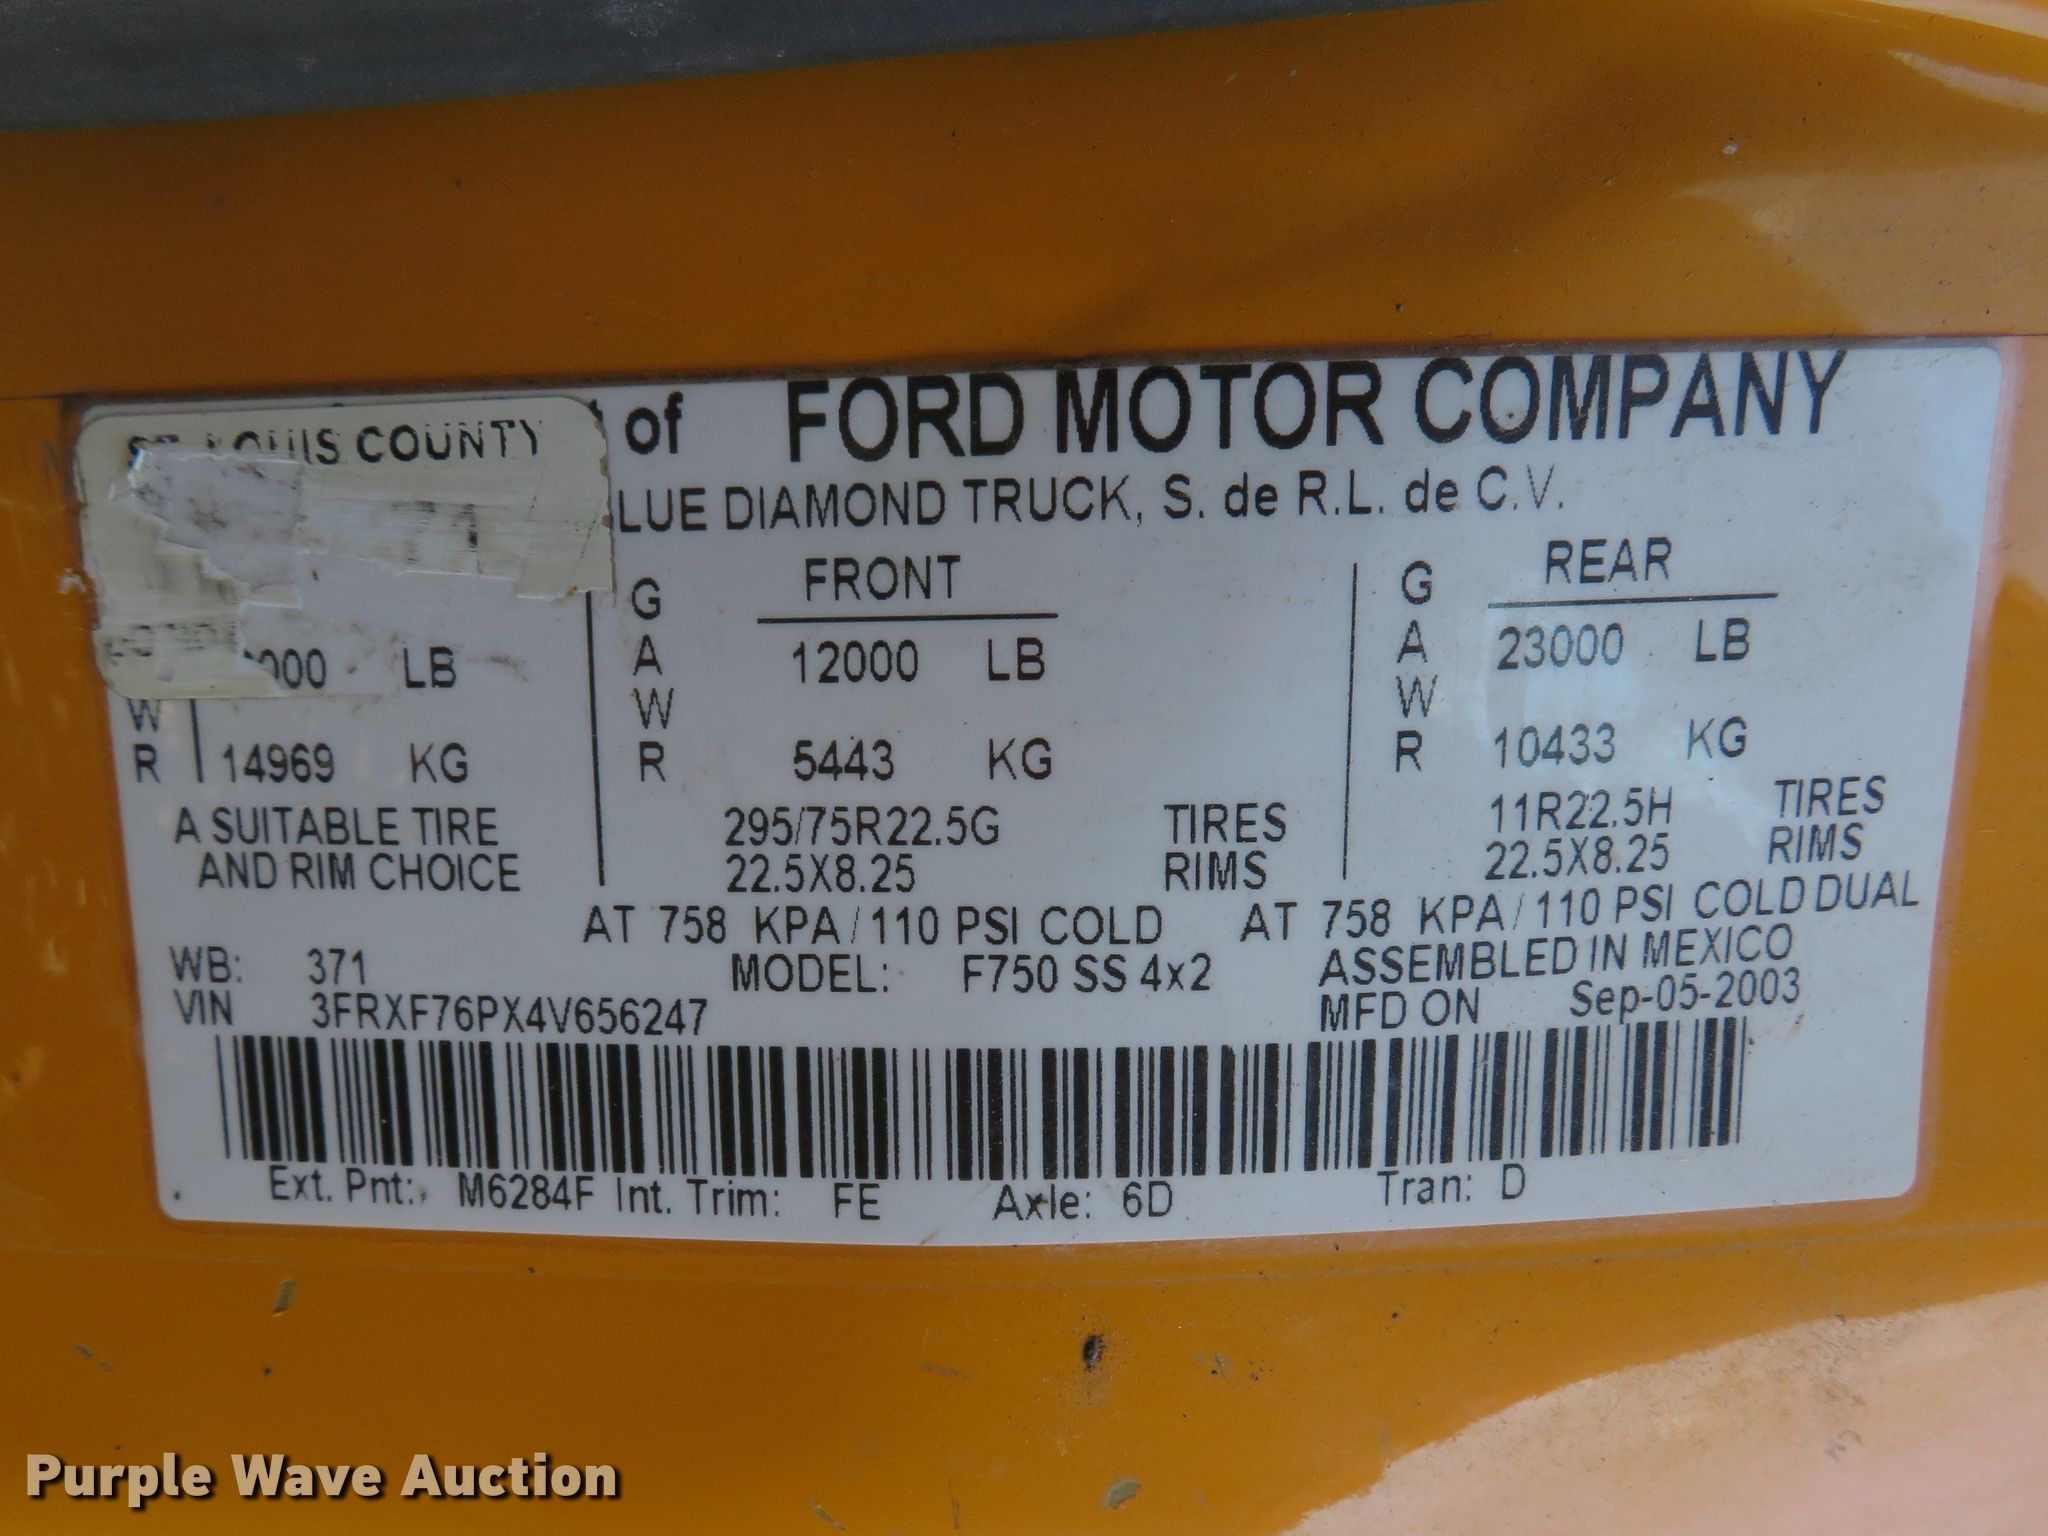 of FORD MOTOR COMPANY
LOUIS COUNTY
LUE DIAMOND TRUCK, S. de R.L. de C.V.
FRONT REAR
G A W R 12000 LB G A W R 23000 LB
000 LB
W R 14969 KG 5443 KG 10433 KG
A SUITABLE TIRE 295/75R22.5G TIRES 11R22.5H TIRES
AND RIM CHOICE 22.5X8.25 RIMS 22.5X8.25 RIMS
AT 758 KPA/110 PSI COLD AT 758 KPA/110 PSI COLD DUAL
WB: 371 MODEL: F750 SS 4x2 ASSEMBLED IN MEXICO
VIN 3FRXF76PX4V656247 MFD ON Sep-05-2003
Ext. Pnt: M6284F Int. Trim: FE Axle: 6D Tran: D
Purple Wave Auction